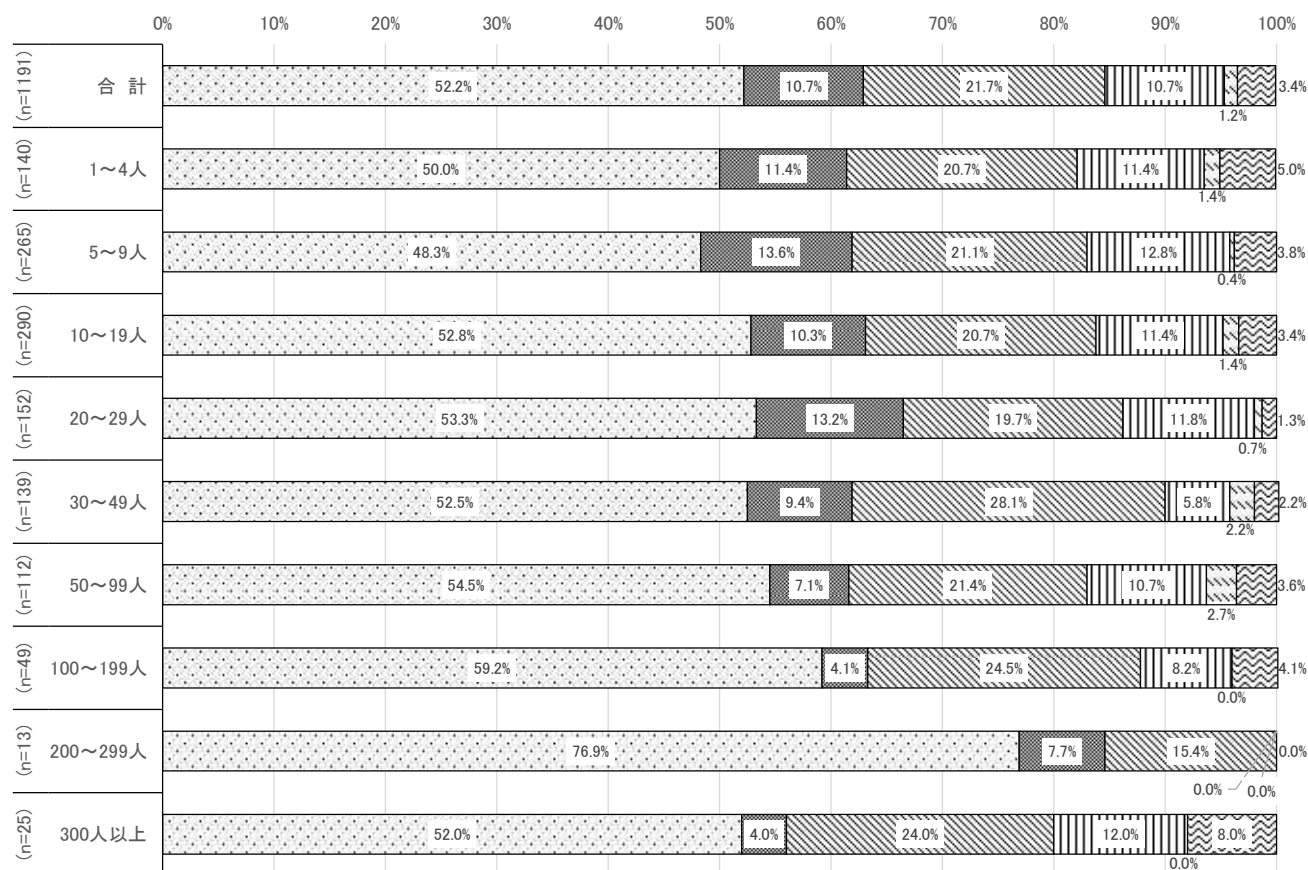 0% 10% 20% 30% 40% 50% 60% 70% 80% 90% 100%
(n=1191) 合 計 52.2% 10.7% 21.7% 10.7% 1.2% 3.4%
(n=140) 1～4人 50.0% 11.4% 20.7% 11.4% 1.4% 5.0%
(n=265) 5～9人 48.3% 13.6% 21.1% 12.8% 0.4% 3.8%
(n=290) 10～19人 52.8% 10.3% 20.7% 11.4% 1.4% 3.4%
(n=152) 20～29人 53.3% 13.2% 19.7% 11.8% 0.7% 1.3%
(n=139) 30～49人 52.5% 9.4% 28.1% 5.8% 2.2% 2.2%
(n=112) 50～99人 54.5% 7.1% 21.4% 10.7% 2.7% 3.6%
(n=49) 100～199人 59.2% 4.1% 24.5% 8.2% 0.0% 4.1%
(n=13) 200～299人 76.9% 7.7% 15.4% 0.0% 0.0% 0.0%
(n=25) 300人以上 52.0% 4.0% 24.0% 12.0% 0.0% 8.0%